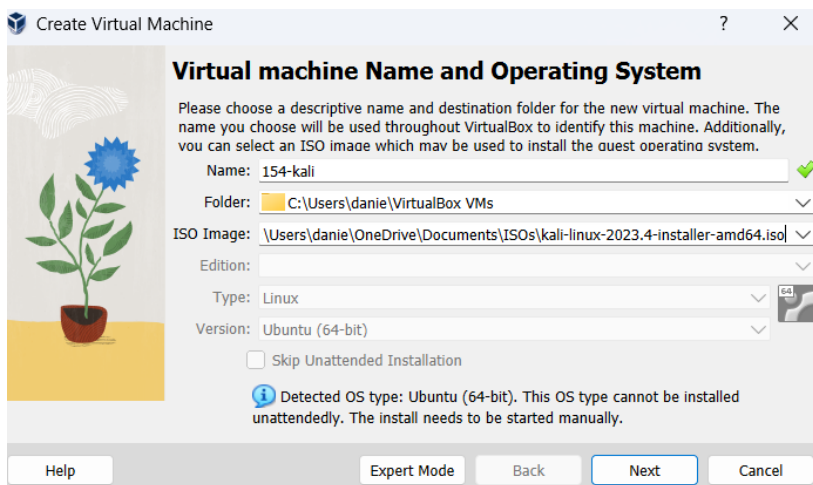 Create Virtual Machine ?
Virtual machine Name and Operating System
Please choose a descriptive name and destination folder for the new virtual machine. The
name you choose will be used throughout VirtualBox to identify this machine. Additionally,
you can select an ISO image which may be used to install the guest operating system.
Name: 154-kali
Folder: C:\Users\danie\VirtualBox VMs
ISO Image: \Users\danie\OneDrive\Documents\ISOs\kali-linux-2023.4-installer-amd64.iso
Edition:
Type: Linux 64
Version: Ubuntu (64-bit)
Skip Unattended Installation
Detected OS type: Ubuntu (64-bit). This OS type cannot be installed
unattendedly. The install needs to be started manually.
Help Expert Mode Back Next Cancel